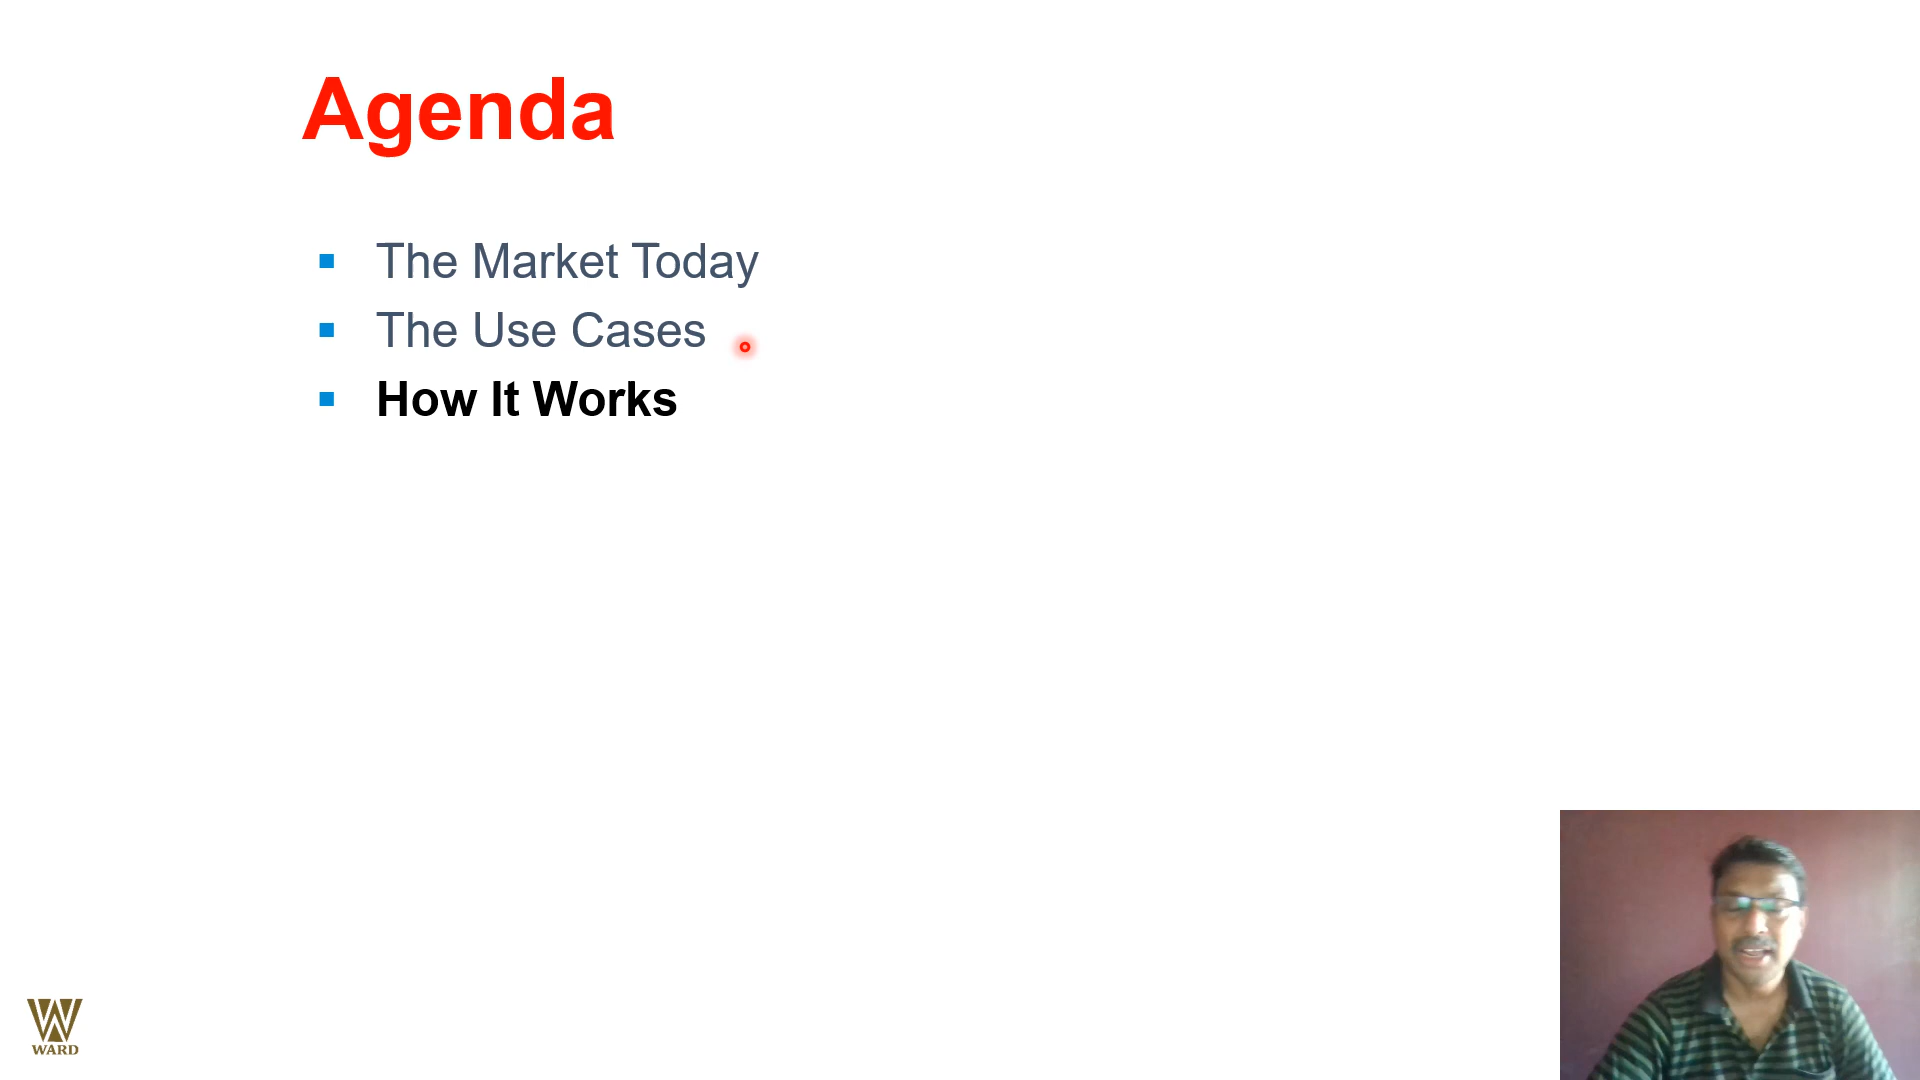 Agenda
The Market Today
The Use Cases
How It Works
WARD